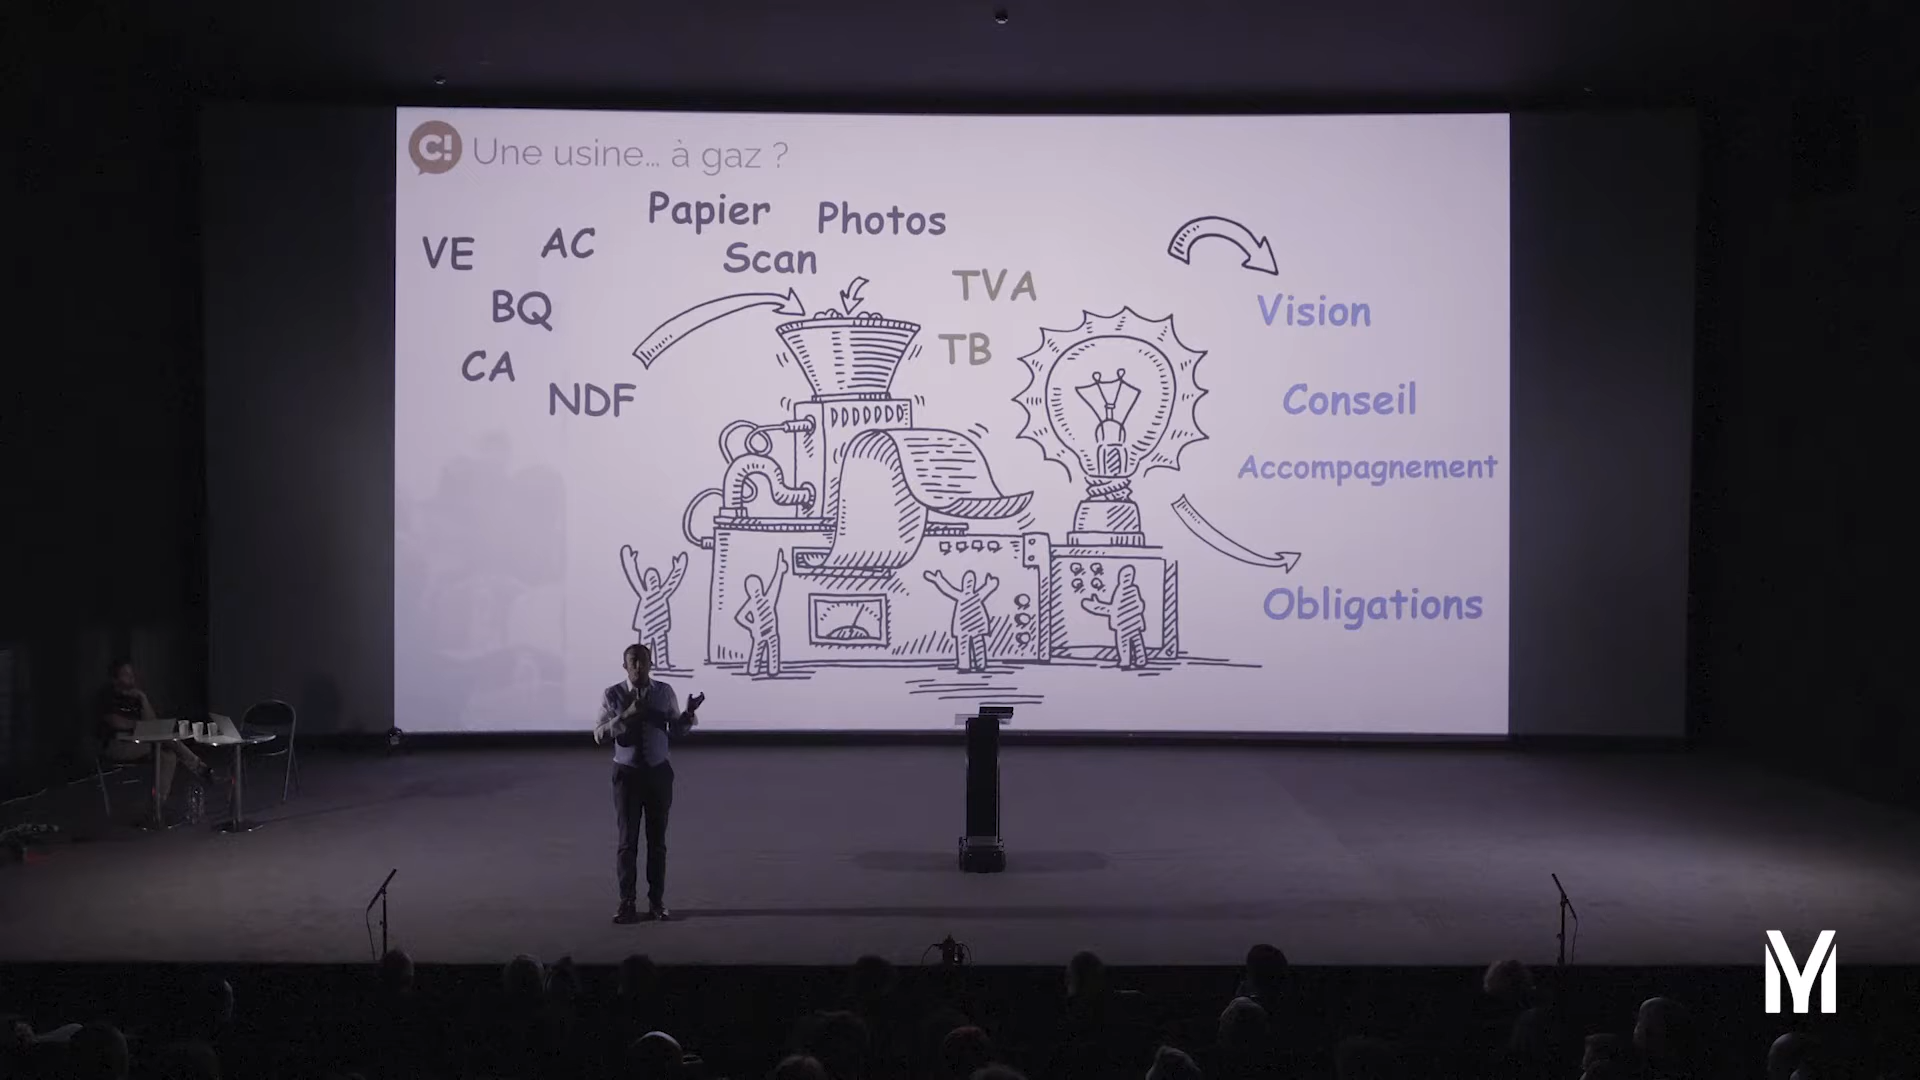 C! Une usine... à gaz ?
Papier
Photos
VE
AC
Scan
TVA
BQ
Vision
TB
CA
NDF
Conseil
Accompagnement
Obligations